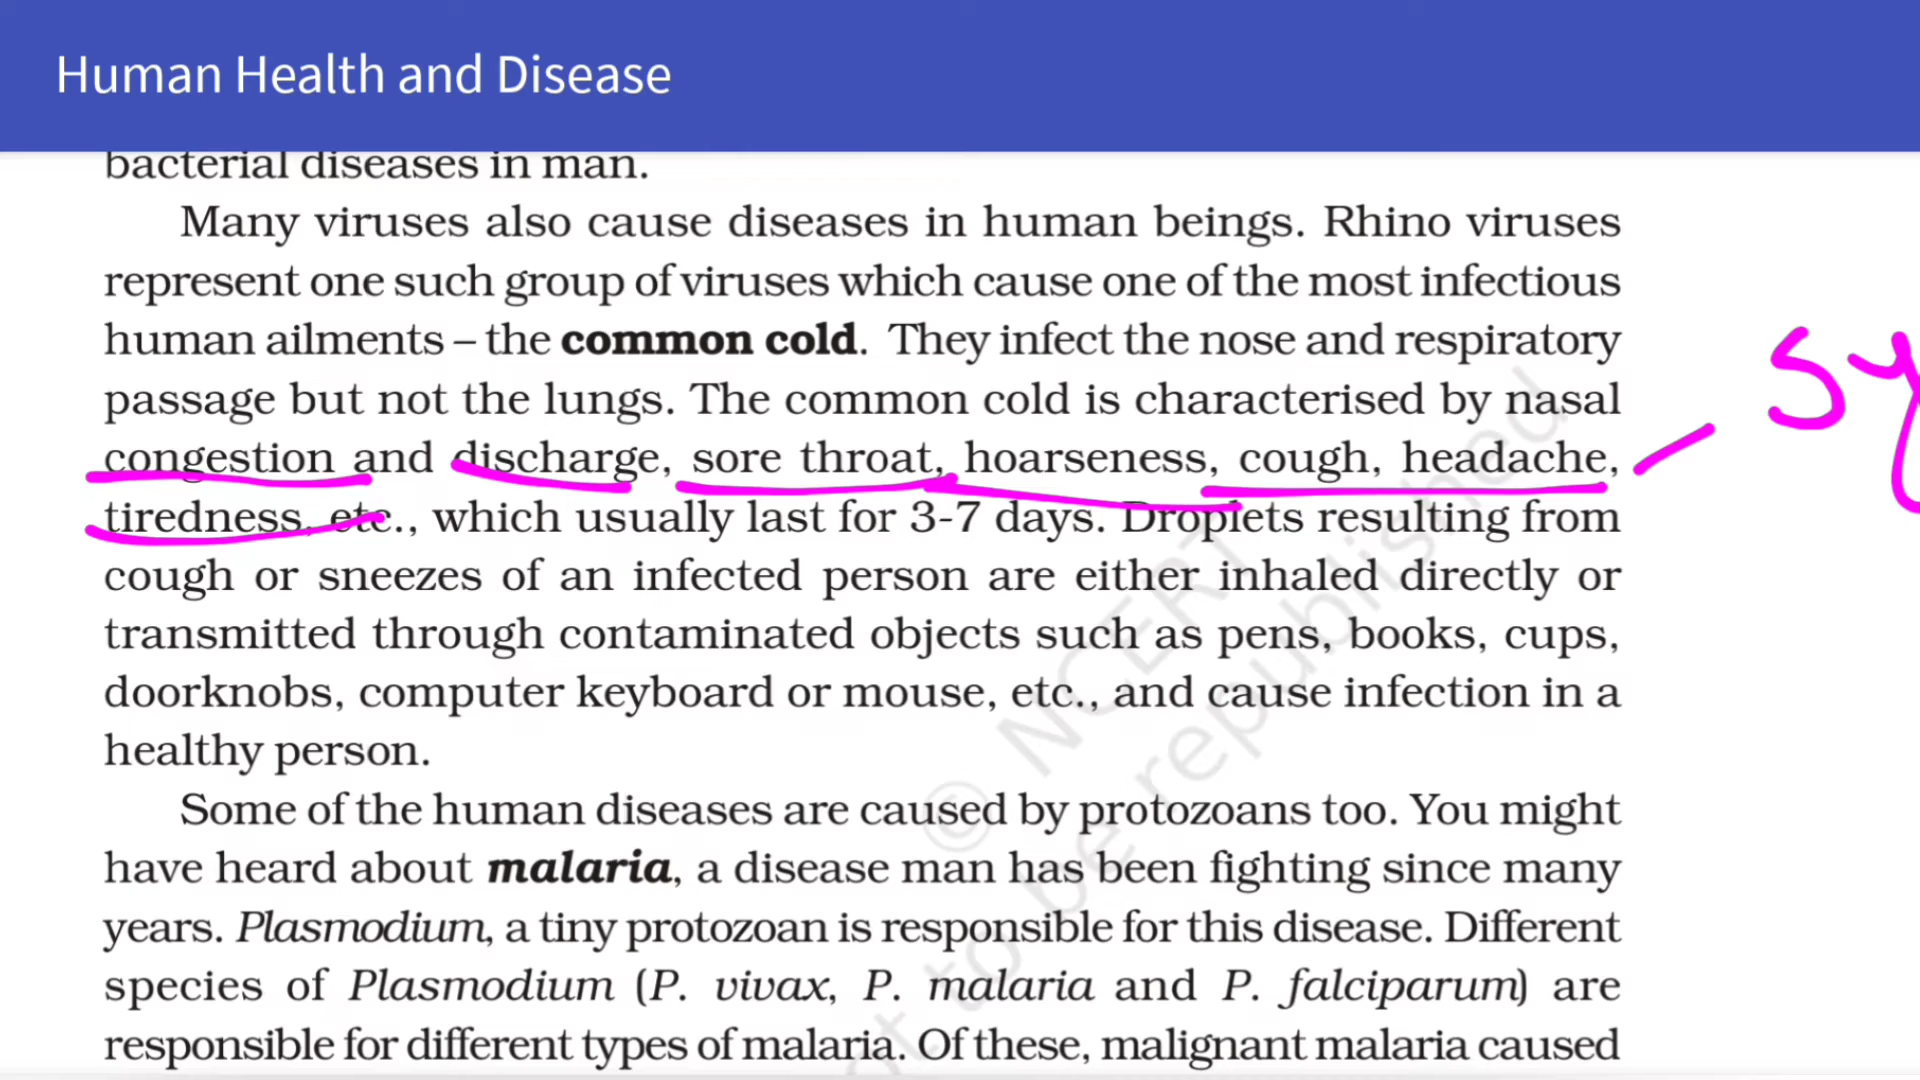 Human Health and Disease
bacterial diseases in man.
Many viruses also cause diseases in human beings. Rhino viruses
represent one such group of viruses which cause one of the most infectious
human ailments – the common cold. They infect the nose and respiratory
passage but not the lungs. The common cold is characterised by nasal
congestion and discharge, sore throat, hoarseness, cough, headache,
tiredness, etc., which usually last for 3-7 days. Droplets resulting from
cough or sneezes of an infected person are either inhaled directly or
transmitted through contaminated objects such as pens, books, cups,
doorknobs, computer keyboard or mouse, etc., and cause infection in a
healthy person.
Some of the human diseases are caused by protozoans too. You might
have heard about malaria, a disease man has been fighting since many
years. Plasmodium, a tiny protozoan is responsible for this disease. Different
species of Plasmodium (P. vivax, P. malaria and P. falciparum) are
responsible for different types of malaria. Of these, malignant malaria caused
sy
© NCERT
to be republished